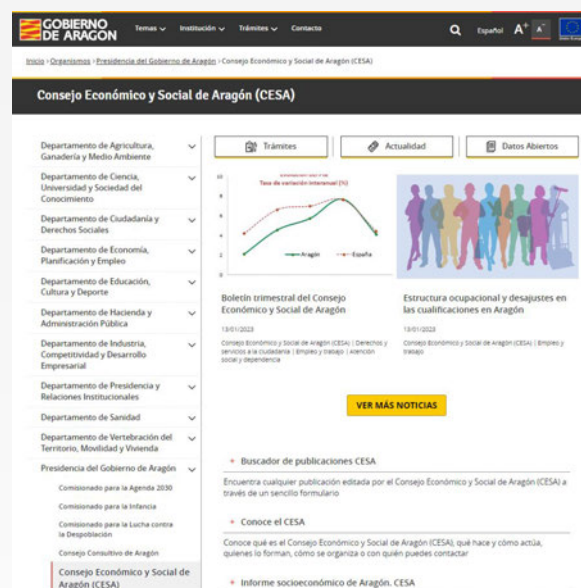 GOBIERNO
DE ARAGÓN
Temas
Institución
Trámites
Contacto
Español
A+
A-
Inicio › Organismos › Presidencia del Gobierno de Aragón › Consejo Económico y Social de Aragón (CESA)
Consejo Económico y Social de Aragón (CESA)
Departamento de Agricultura,
Ganadería y Medio Ambiente
Departamento de Ciencia,
Universidad y Sociedad del
Conocimiento
Departamento de Ciudadanía y
Derechos Sociales
Departamento de Economía,
Planificación y Empleo
Departamento de Educación,
Cultura y Deporte
Departamento de Hacienda y
Administración Pública
Departamento de Industria,
Competitividad y Desarrollo
Empresarial
Departamento de Presidencia y
Relaciones Institucionales
Departamento de Sanidad
Departamento de Vertebración del
Territorio, Movilidad y Vivienda
Presidencia del Gobierno de Aragón
Comisionado para la Agenda 2030
Comisionado para la Infancia
Comisionado para la Lucha contra
la Despoblación
Consejo Consultivo de Aragón
Consejo Económico y Social de
Aragón (CESA)
Trámites
Actualidad
Datos Abiertos
Tasa de variación interanual (%)
10
8
6
4
2
0
Aragón
España
Boletín trimestral del Consejo
Económico y Social de Aragón
13/01/2023
Consejo Económico y Social de Aragón (CESA) | Derechos y
servicios a la ciudadanía | Empleo y trabajo | Atención
social y dependencia
Estructura ocupacional y desajustes en
las cualificaciones en Aragón
13/01/2023
Consejo Económico y Social de Aragón (CESA) | Empleo y
trabajo
VER MÁS NOTICIAS
+ Buscador de publicaciones CESA
Encuentra cualquier publicación editada por el Consejo Económico y Social de Aragón (CESA) a
través de un sencillo formulario
+ Conoce el CESA
Conoce qué es el Consejo Económico y Social de Aragón (CESA), qué hace y cómo actúa,
quienes lo forman, cómo se organiza o con quién puedes contactar
+ Informe socioeconómico de Aragón. CESA